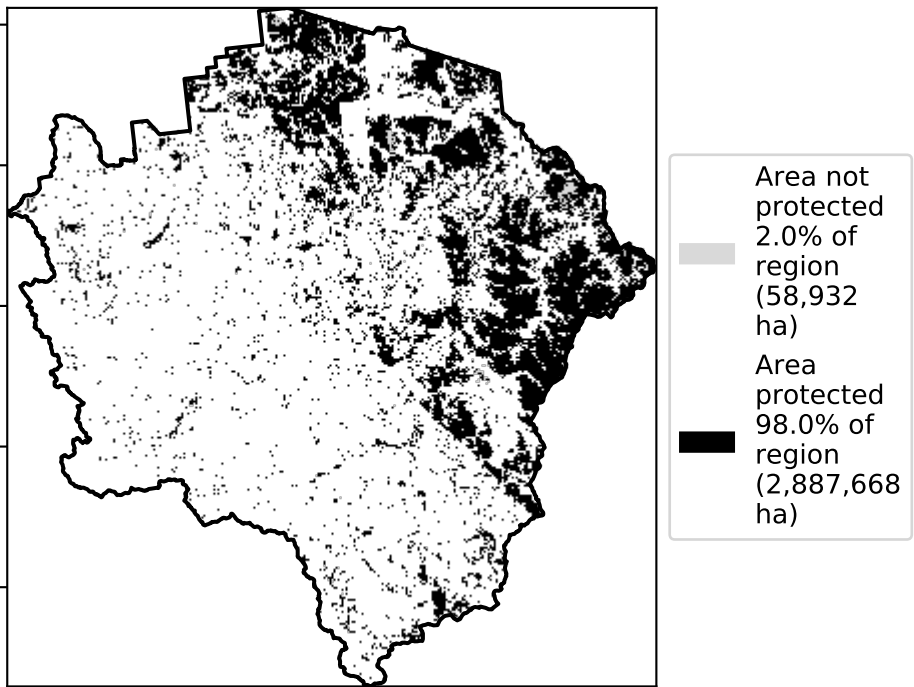 Area not
protected
2.0% of
region
(58,932
ha)
Area
protected
98.0% of
region
(2,887,668
ha)